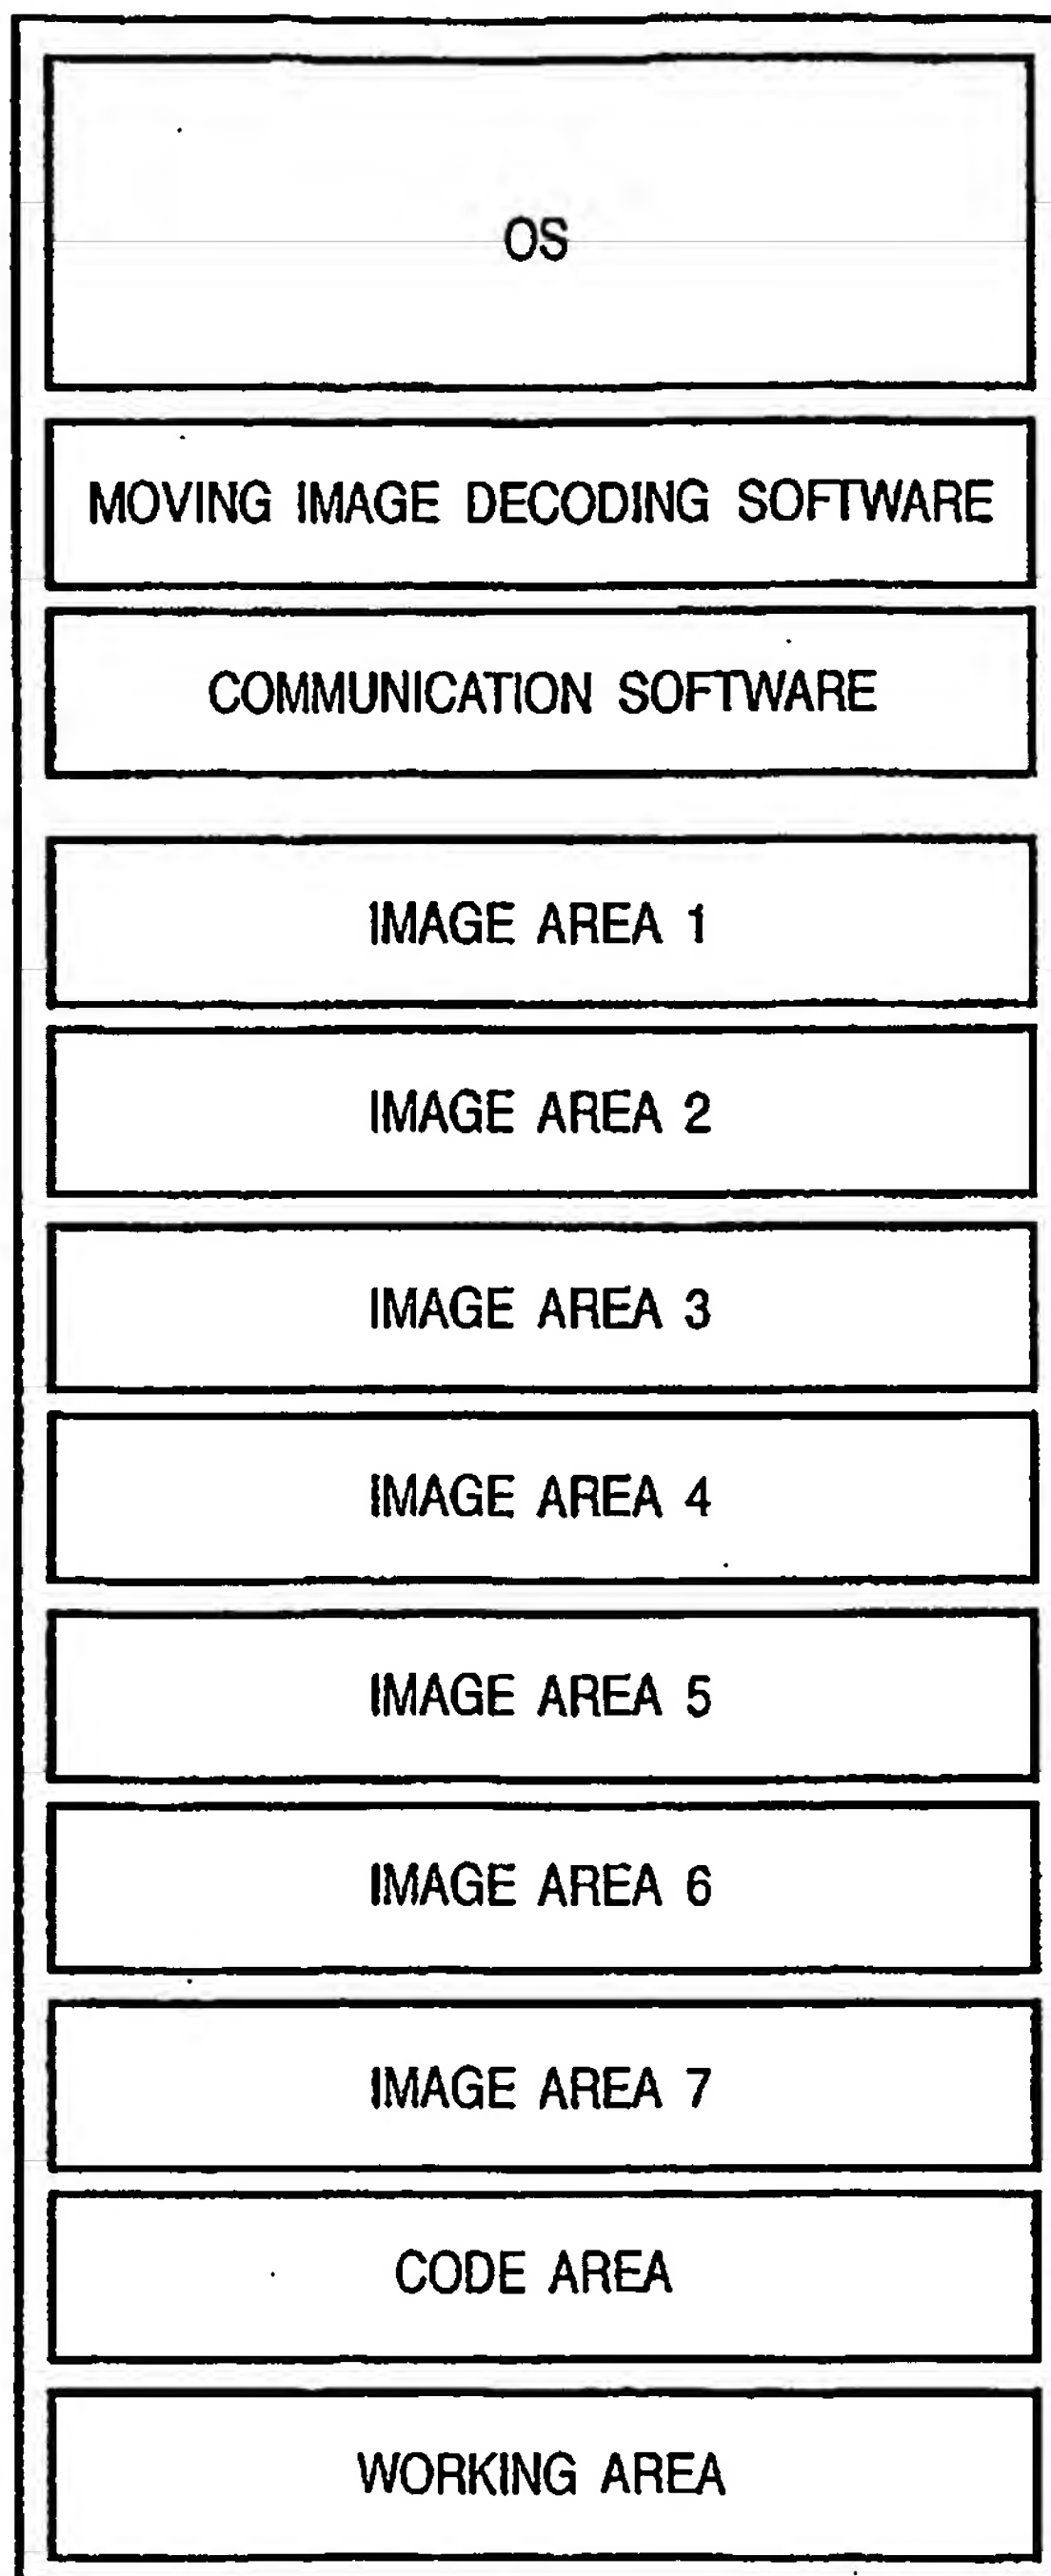 OS
MOVING IMAGE DECODING SOFTWARE
COMMUNICATION SOFTWARE
IMAGE AREA 1
IMAGE AREA 2
IMAGE AREA 3
IMAGE AREA 4
IMAGE AREA 5
IMAGE AREA 6
IMAGE AREA 7
CODE AREA
WORKING AREA